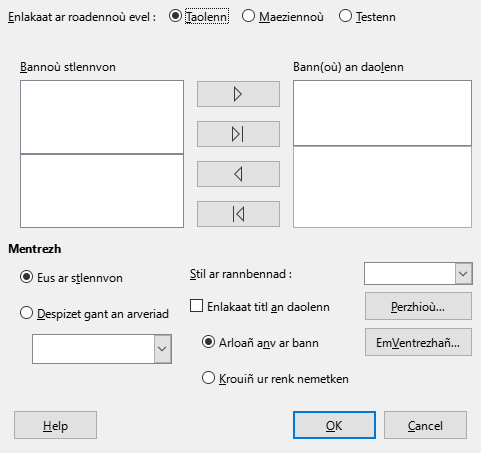 Enlakaat ar roadennoù evel : Taolenn Maeziennoù Testenn
Bannoù stlennvon Bann(où) an daolenn
Mentrezh
Eus ar stlennvon
Stil ar rannbennad :
Despizet gant an arveriad
Enlakaat titl an daolenn
Perzhioù...
Arloañ anv ar bann
EmVentrezhañ...
Krouiñ ur renk nemetken
Help OK Cancel